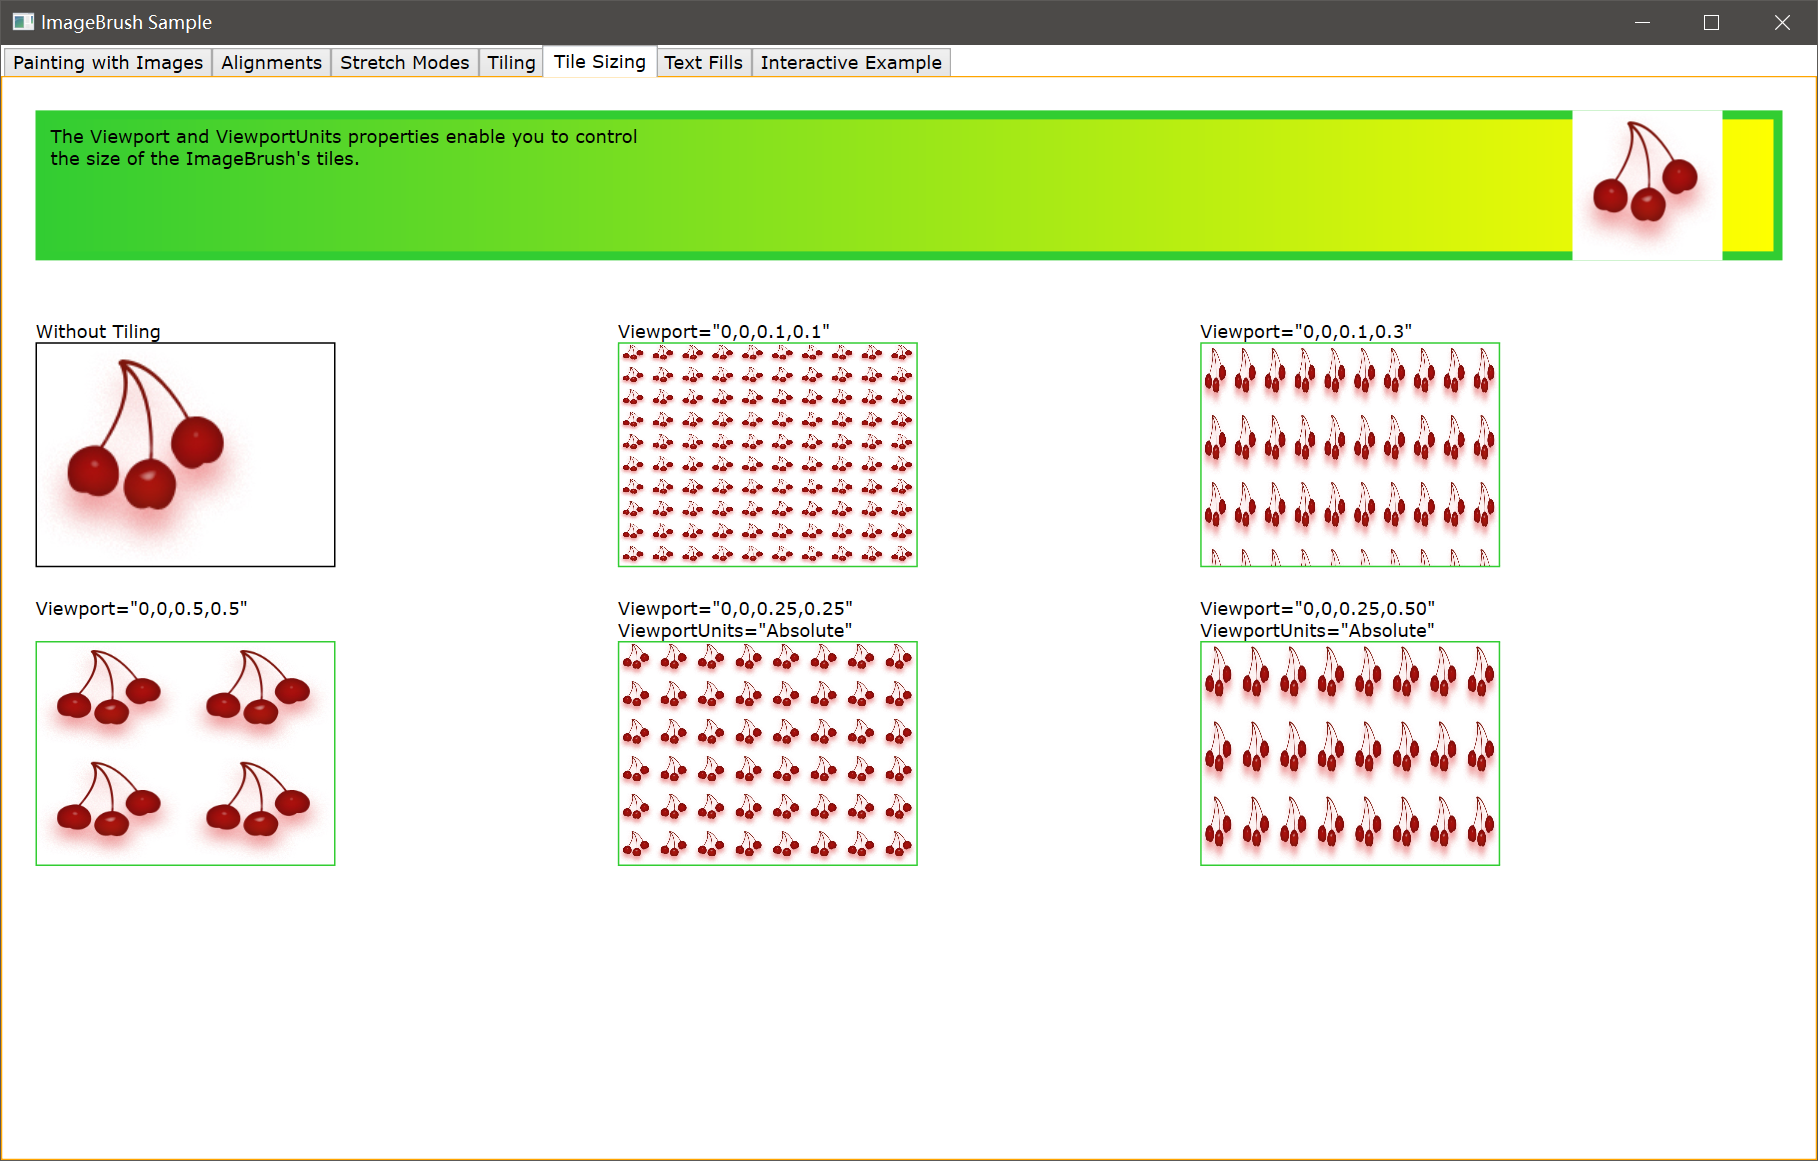 ImageBrush Sample
Painting with Images
Alignments
Stretch Modes
Tiling
Tile Sizing
Text Fills
Interactive Example
The Viewport and ViewportUnits properties enable you to control
the size of the ImageBrush's tiles.
Without Tiling
Viewport="0,0,0.1,0.1"
Viewport="0,0,0.1,0.3"
Viewport="0,0,0.5,0.5"
Viewport="0,0,0.25,0.25"
ViewportUnits="Absolute"
Viewport="0,0,0.25,0.50"
ViewportUnits="Absolute"